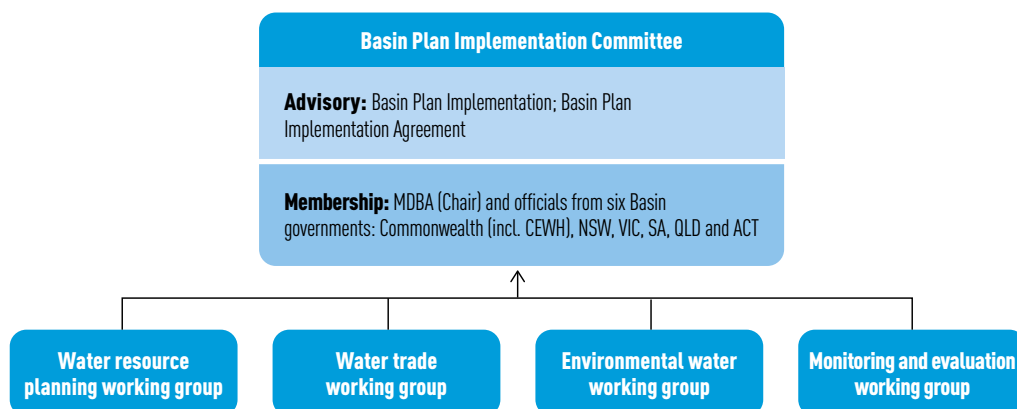 Basin Plan Implementation Committee
Advisory: Basin Plan Implementation; Basin Plan
Implementation Agreement
Membership: MDBA (Chair) and officials from six Basin
governments: Commonwealth (incl. CEWH), NSW, VIC, SA, QLD and ACT
Water resource
planning working group
Water trade
working group
Environmental water
working group
Monitoring and evaluation
working group